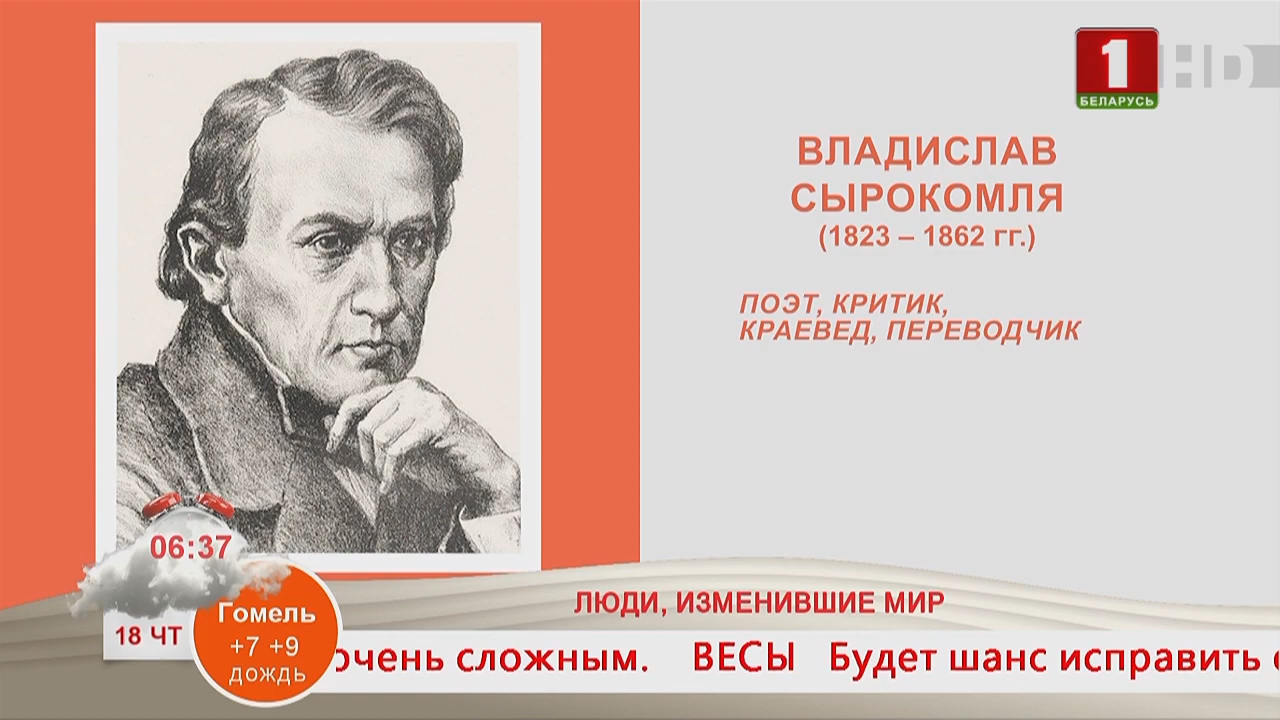 1 HD
БЕЛАРУСЬ
ВЛАДИСЛАВ
СЫРОКОМЛЯ
(1823 – 1862 гг.)
ПОЭТ, КРИТИК,
КРАЕВЕД, ПЕРЕВОДЧИК
06:37
ЛЮДИ, ИЗМЕНИВШИЕ МИР
18 ЧТ
Гомель
+7 +9
дождь
очень сложным. ВЕСЫ Будет шанс исправить